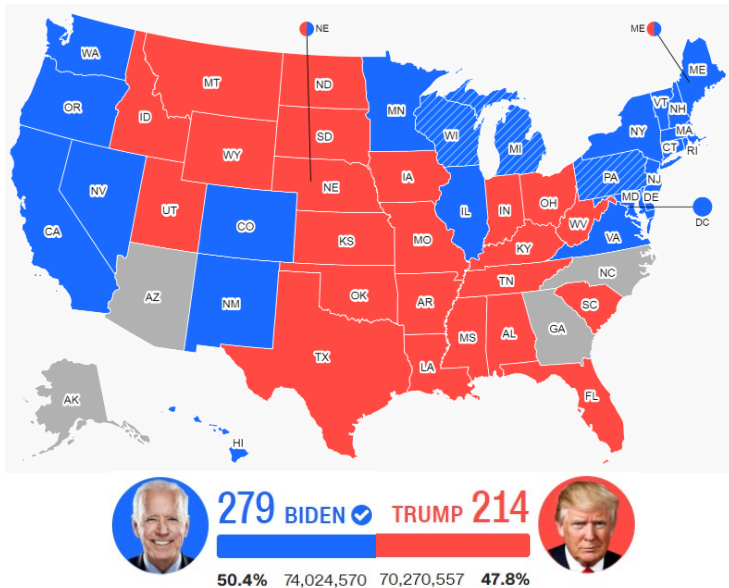 NE
ME
WA
MT
ND
MN
ME
OR
ID
SD
WI
MI
VT
NH
NY
MA
CT
RI
WY
IA
NE
PA
NJ
NV
UT
CO
IL
IN
OH
MD
DE
WV
VA
DC
CA
KS
MO
KY
NC
TN
AZ
NM
OK
AR
SC
MS
AL
GA
TX
LA
FL
AK
HI
279 BIDEN TRUMP 214
50.4% 74,024,570 70,270,557 47.8%